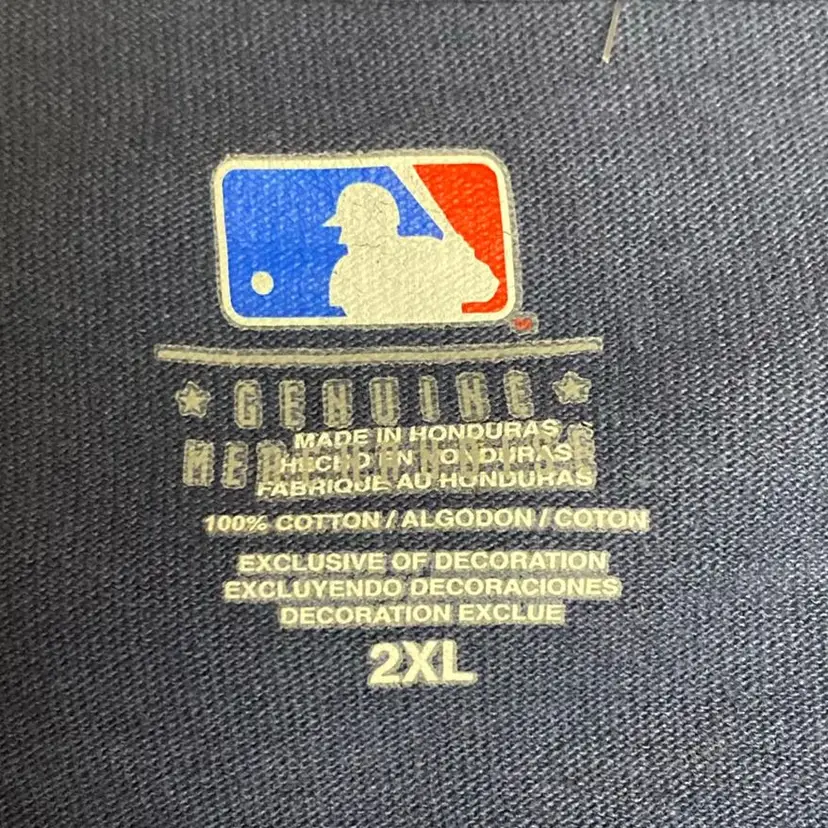 GENUINE
MERCHANDISE
MADE IN HONDURAS
HECHO EN HONDURAS
FABRIQUE AU HONDURAS
100% COTTON / ALGODON / COTON
EXCLUSIVE OF DECORATION
EXCLUYENDO DECORACIONES
DECORATION EXCLUE
2XL